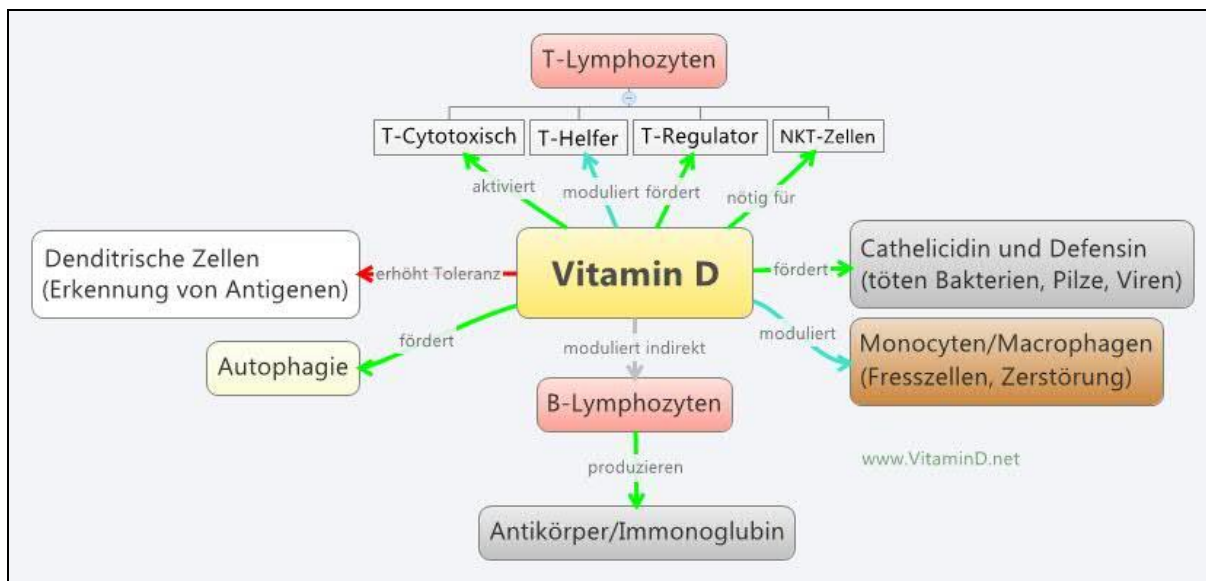 T-Lymphozyten
T-Cytotoxisch
T-Helfer
T-Regulator
NKT-Zellen
aktiviert
moduliert
fördert
nötig für
Denditrische Zellen
(Erkennung von Antigenen)
erhöht Toleranz
Vitamin D
fördert
Cathelicidin und Defensin
(töten Bakterien, Pilze, Viren)
fördert
moduliert indirekt
moduliert
Monocyten/Macrophagen
(Fresszellen, Zerstörung)
Autophagie
B-Lymphozyten
produzieren
www.VitaminD.net
Antikörper/Immonoglubin